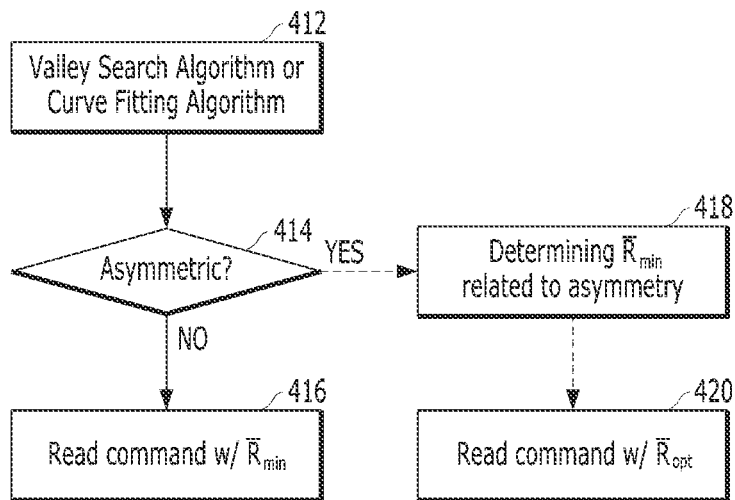 412
Valley Search Algorithm or
Curve Fitting Algorithm
414
Asymmetric?
YES
NO
418
Determining R̅min
related to asymmetry
416
Read command w/ R̅min
420
Read command w/ R̅opt